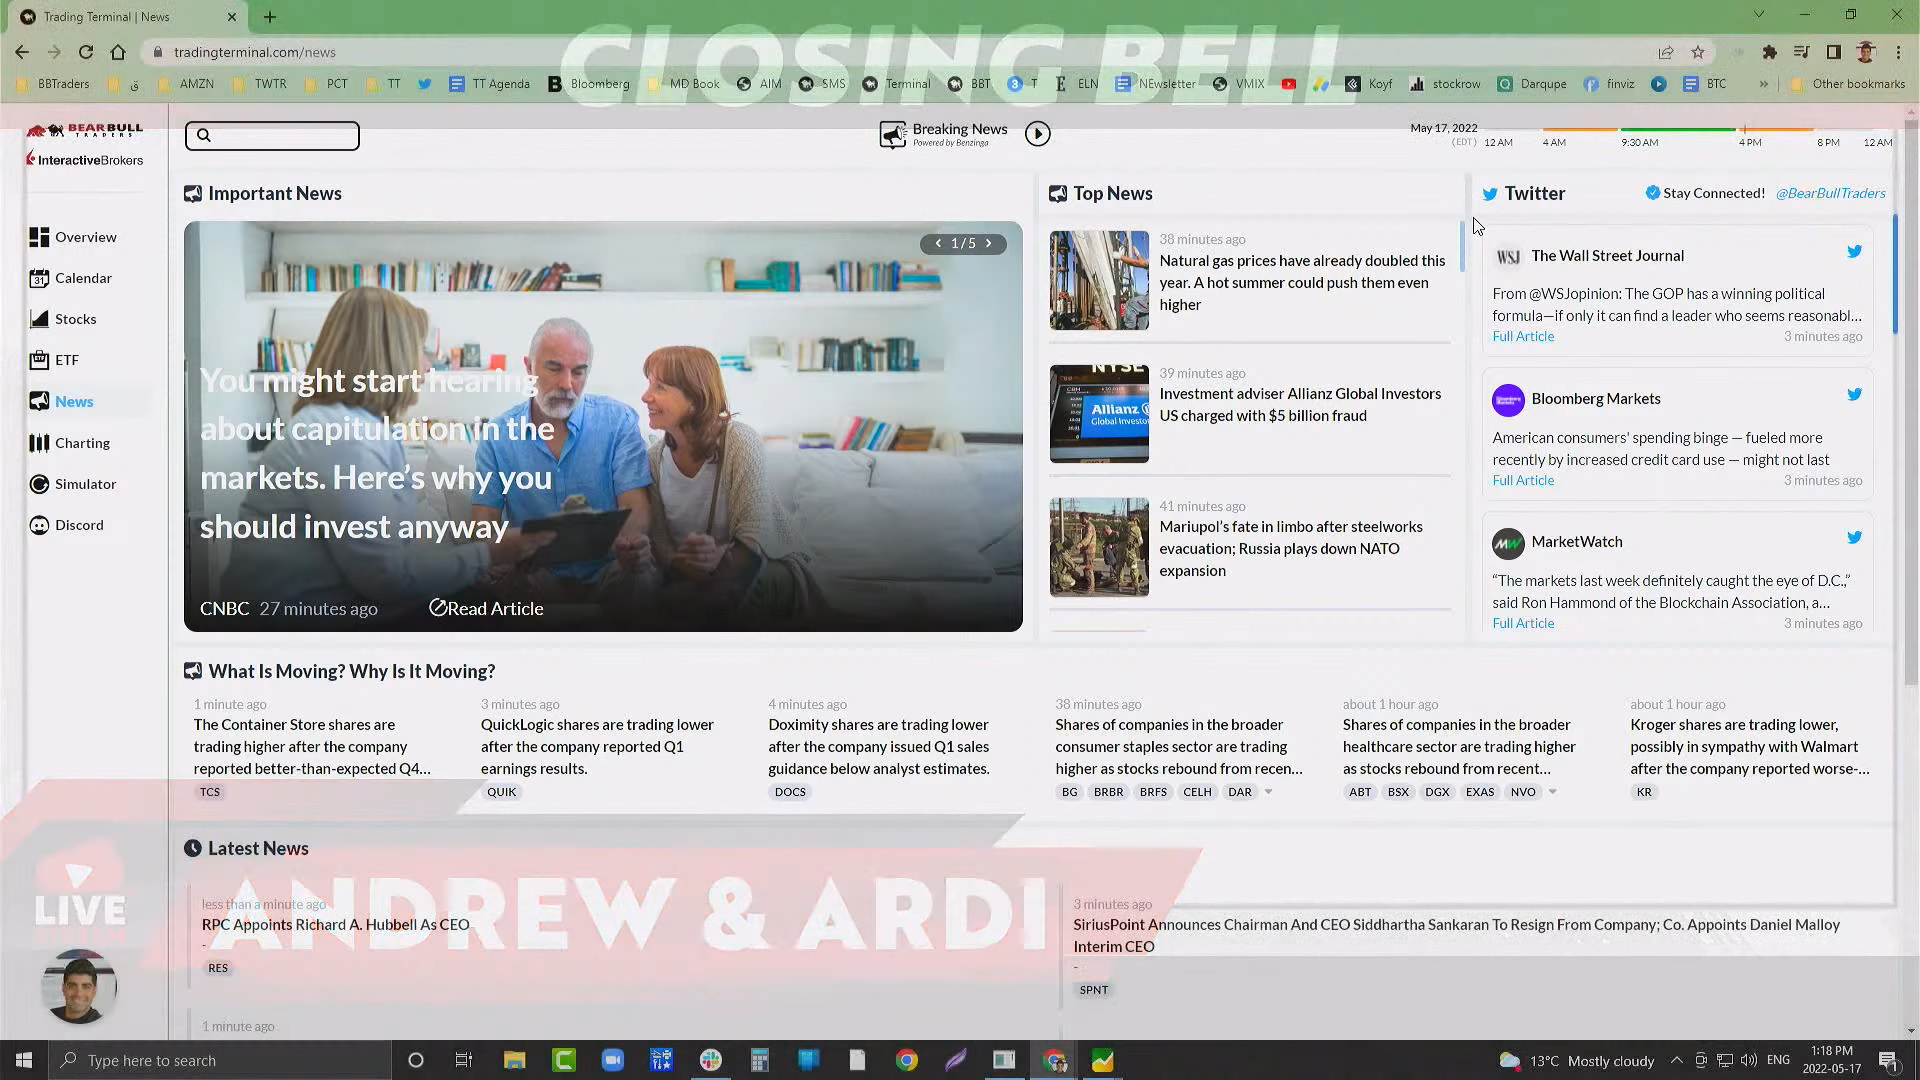 CLOSING BELL
Trading Terminal | News
tradingterminal.com/news
BBTraders
ق
AMZN
TWTR
PCT
TT
TT Agenda
Bloomberg
MD Book
AIM
SMS
Terminal
BBT
T
ELN
NEwsletter
VMIX
Koyf
stockrow
Darqupe
finviz
BTC
Other bookmarks
BEARBULL
TRADERS
InteractiveBrokers
Breaking News
Powered by Benzinga
May 17, 2022
(EDT)
12 AM
4 AM
9:30 AM
4 PM
8 PM
12 AM
Overview
Calendar
Stocks
ETF
News
Charting
Simulator
Discord
Important News
1/5
You might start hearing
about capitulation in the
markets. Here’s why you
should invest anyway
CNBC 27 minutes ago Read Article
Top News
38 minutes ago
Natural gas prices have already doubled this
year. A hot summer could push them even
higher
39 minutes ago
Investment adviser Allianz Global Investors
US charged with $5 billion fraud
NYSE
Allianz
Global Investo
41 minutes ago
Mariupol’s fate in limbo after steelworks
evacuation; Russia plays down NATO
expansion
Twitter
Stay Connected! @BearBullTraders
WSJ
The Wall Street Journal
From @WSJopinion: The GOP has a winning political
formula—if only it can find a leader who seems reasonabl...
Full Article 3 minutes ago
Bloomberg Markets
American consumers' spending binge — fueled more
recently by increased credit card use — might not last
Full Article 3 minutes ago
MW
MarketWatch
“The markets last week definitely caught the eye of D.C.,”
said Ron Hammond of the Blockchain Association, a...
Full Article 3 minutes ago
What Is Moving? Why Is It Moving?
1 minute ago
The Container Store shares are
trading higher after the company
reported better-than-expected Q4...
TCS
3 minutes ago
QuickLogic shares are trading lower
after the company reported Q1
earnings results.
QUIK
4 minutes ago
Doximity shares are trading lower
after the company issued Q1 sales
guidance below analyst estimates.
DOCS
38 minutes ago
Shares of companies in the broader
consumer staples sector are trading
higher as stocks rebound from recen...
BG BRBR BRFS CELH DAR
about 1 hour ago
Shares of companies in the broader
healthcare sector are trading higher
as stocks rebound from recent...
ABT BSX DGX EXAS NVO
about 1 hour ago
Kroger shares are trading lower,
possibly in sympathy with Walmart
after the company reported worse-...
KR
Latest News
less than a minute ago
RPC Appoints Richard A. Hubbell As CEO
-
RES
1 minute ago
3 minutes ago
SiriusPoint Announces Chairman And CEO Siddhartha Sankaran To Resign From Company; Co. Appoints Daniel Malloy
Interim CEO
-
SPNT
LIVE
ANDREW & ARDI
Type here to search
13°C Mostly cloudy
ENG
1:18 PM
2022-05-17
1